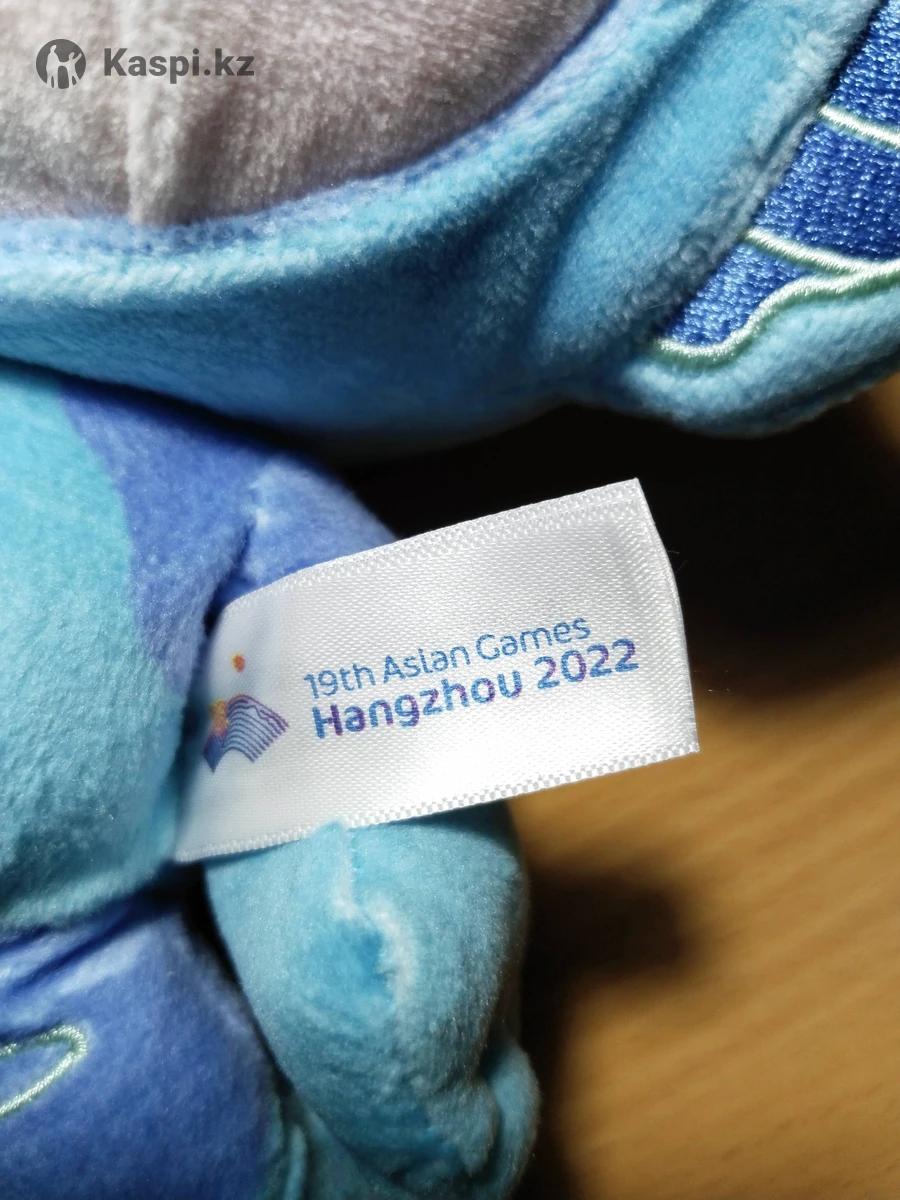 Kaspi.kz
19th Asian Games
Hangzhou 2022